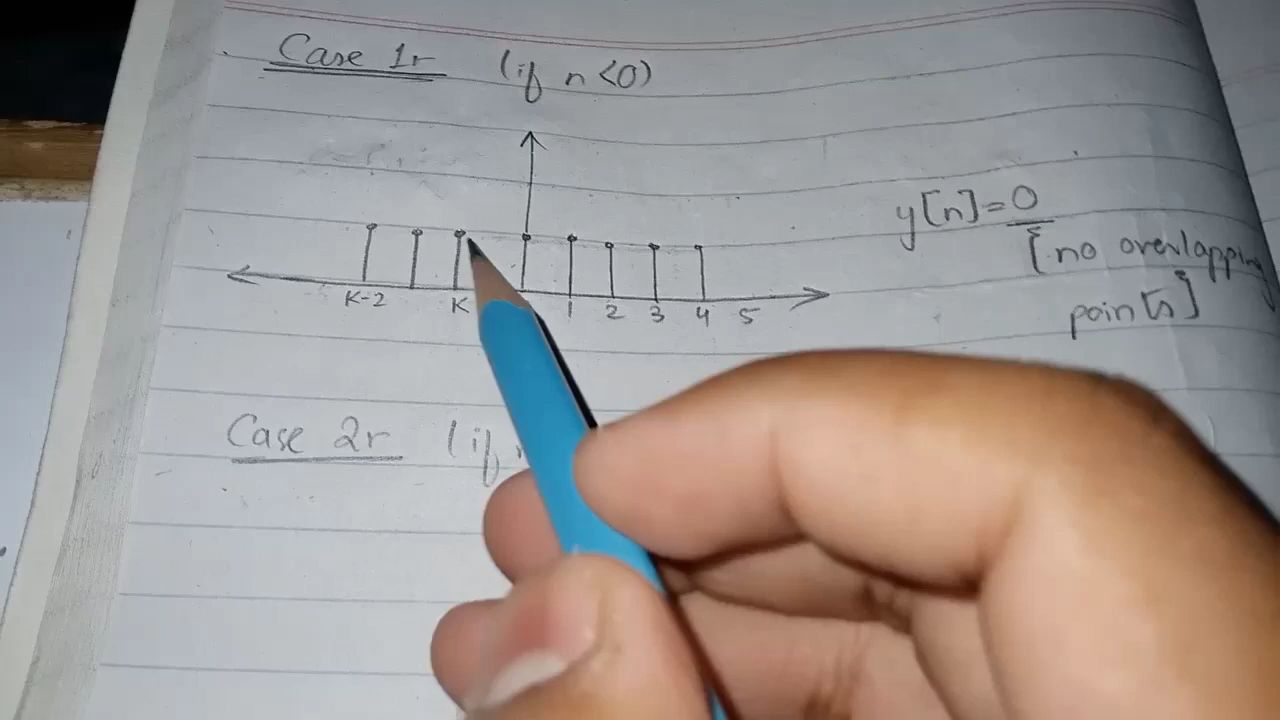 Case 1r (if n<0)
y[n]=0
[no overlapping
points]
K-2 K 1 2 3 4 5
Case 2r (if